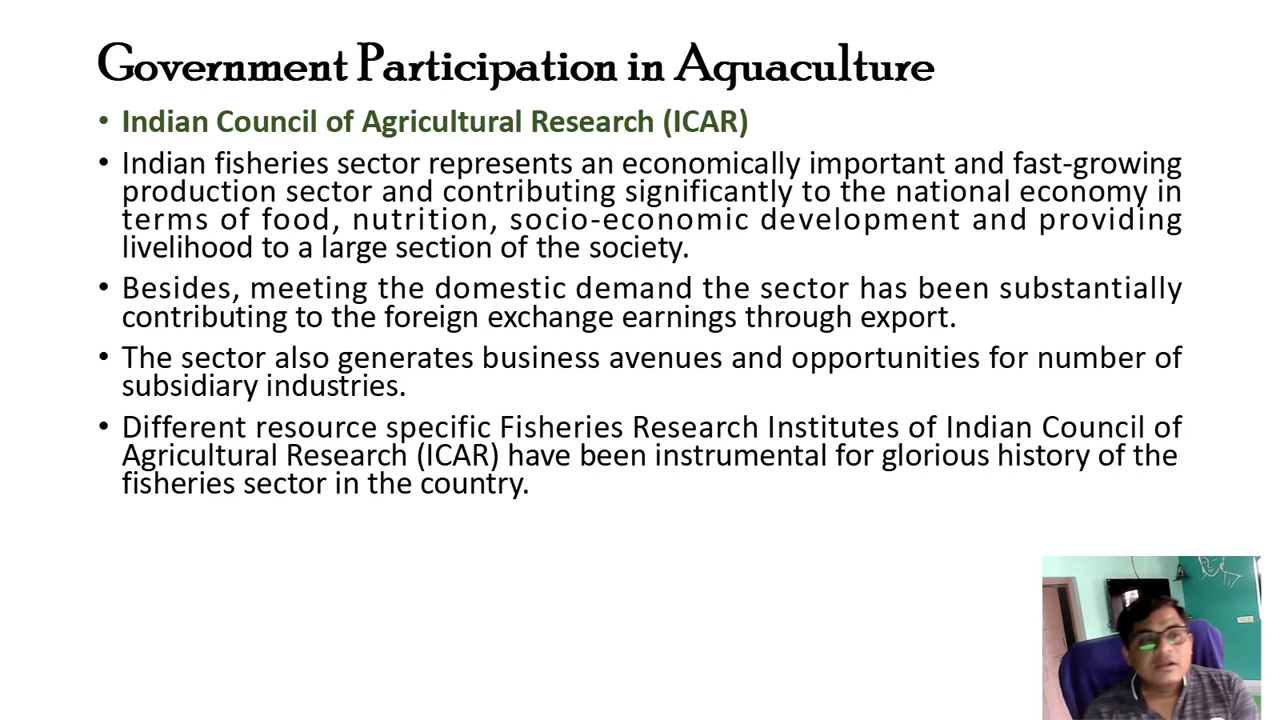 Government Participation in Aquaculture
• Indian Council of Agricultural Research (ICAR)
• Indian fisheries sector represents an economically important and fast-growing
production sector and contributing significantly to the national economy in
terms of food, nutrition, socio-economic development and providing
livelihood to a large section of the society.
• Besides, meeting the domestic demand the sector has been substantially
contributing to the foreign exchange earnings through export.
• The sector also generates business avenues and opportunities for number of
subsidiary industries.
• Different resource specific Fisheries Research Institutes of Indian Council of
Agricultural Research (ICAR) have been instrumental for glorious history of the
fisheries sector in the country.